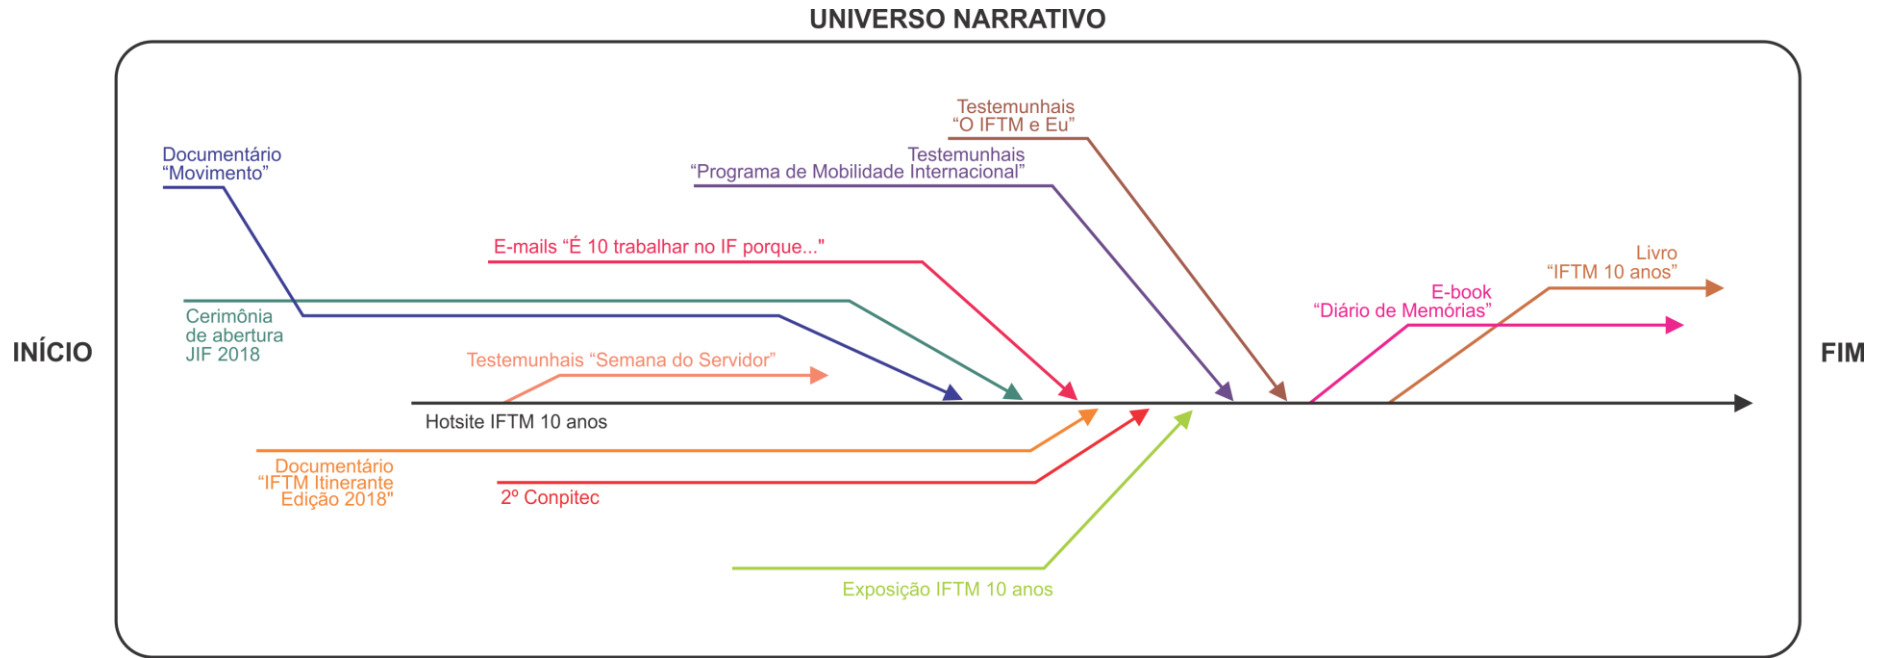 UNIVERSO NARRATIVO
Testemunhais
“O IFTM e Eu”
Documentário
“Movimento”
Testemunhais
“Programa de Mobilidade Internacional”
E-mails “É 10 trabalhar no IF porque..."
Livro
“IFTM 10 anos”
E-book
“Diário de Memórias”
Cerimônia
de abertura
JIF 2018
INÍCIO
FIM
Testemunhais “Semana do Servidor”
Hotsite IFTM 10 anos
Documentário
“IFTM Itinerante
Edição 2018"
2º Conpitec
Exposição IFTM 10 anos